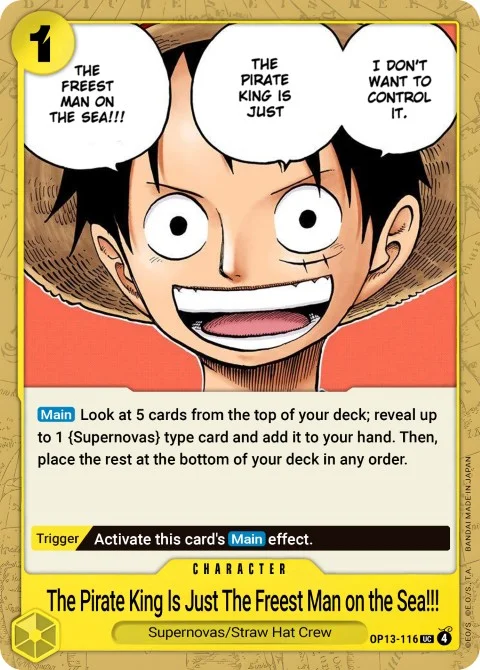 1
I DON'T
WANT TO
CONTROL
IT.
THE
PIRATE
KING IS
JUST
THE
FREEST
MAN ON
THE SEA!!!
Main Look at 5 cards from the top of your deck; reveal up
to 1 {Supernovas} type card and add it to your hand. Then,
place the rest at the bottom of your deck in any order.
Trigger Activate this card's Main effect.
CHARACTER
The Pirate King Is Just The Freest Man on the Sea!!!
Supernovas/Straw Hat Crew
OP13-116 UC 4
©E.O/S. ©E.O./S.,T.A BANDAI MADE IN JAPAN